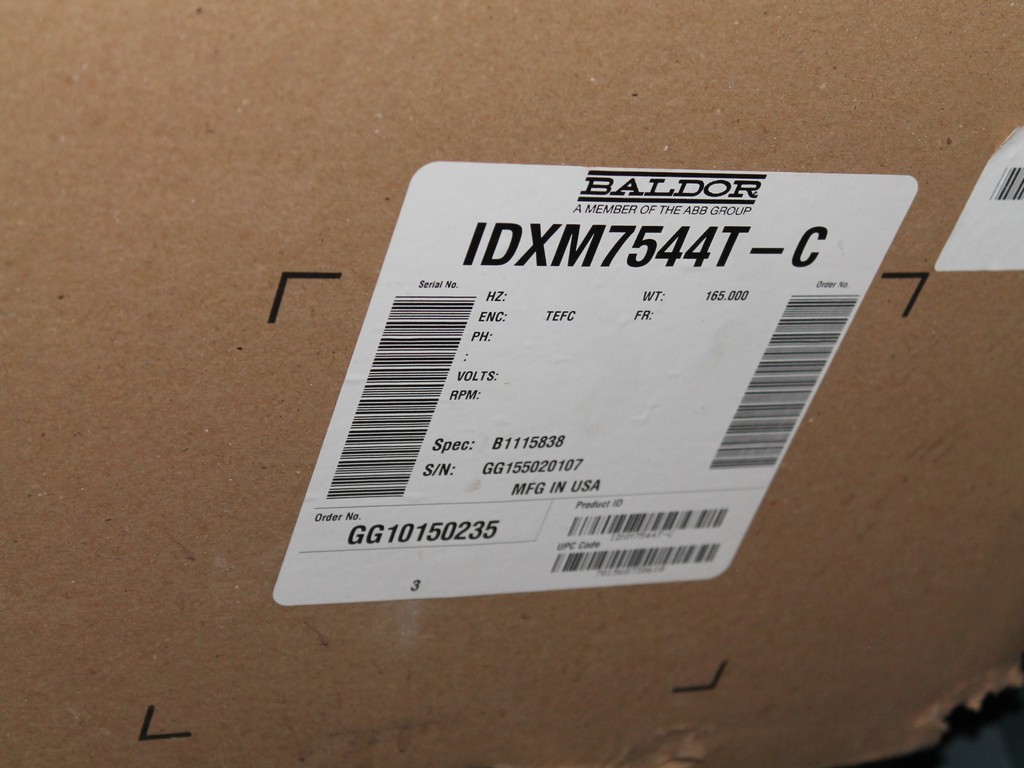 BALDOR
A MEMBER OF THE ABB GROUP
IDXM7544T-C
Serial No.
Order No.
HZ:
WT: 165.000
ENC: TEFC
FR:
PH:
:
VOLTS:
RPM:
Spec: B1115838
S/N: GG155020107
MFG IN USA
Order No.
GG10150235
Product ID
IDXM7544T-C
UPC Code
3